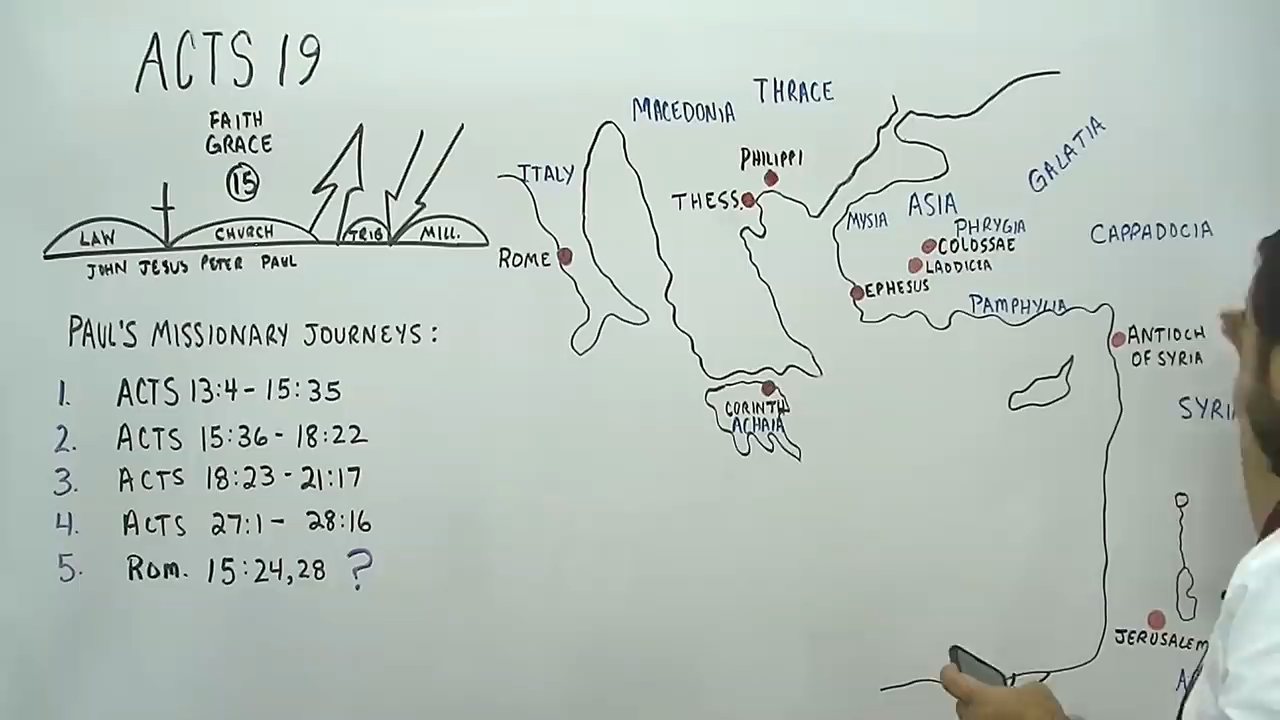 ACTS 19
FAITH
GRACE
15
LAW
CHURCH
TRIB
MILL.
JOHN JESUS PETER PAUL
PAUL'S MISSIONARY JOURNEYS:
1. ACTS 13:4-15:35
2. ACTS 15:36-18:22
3. ACTS 18:23-21:17
4. ACTS 27:1-28:16
5. ROM. 15:24,28 ?
MACEDONIA
THRACE
ITALY
PHILIPPI
THESS.
ROME
GALATIA
MYSIA
ASIA
PHRYGIA
COLOSSAE
LAODICIA
CAPPADOCIA
EPHESUS
PAMPHYLIA
ANTIOCH
OF SYRIA
CORINTH
ACHAIA
JERUSALEM